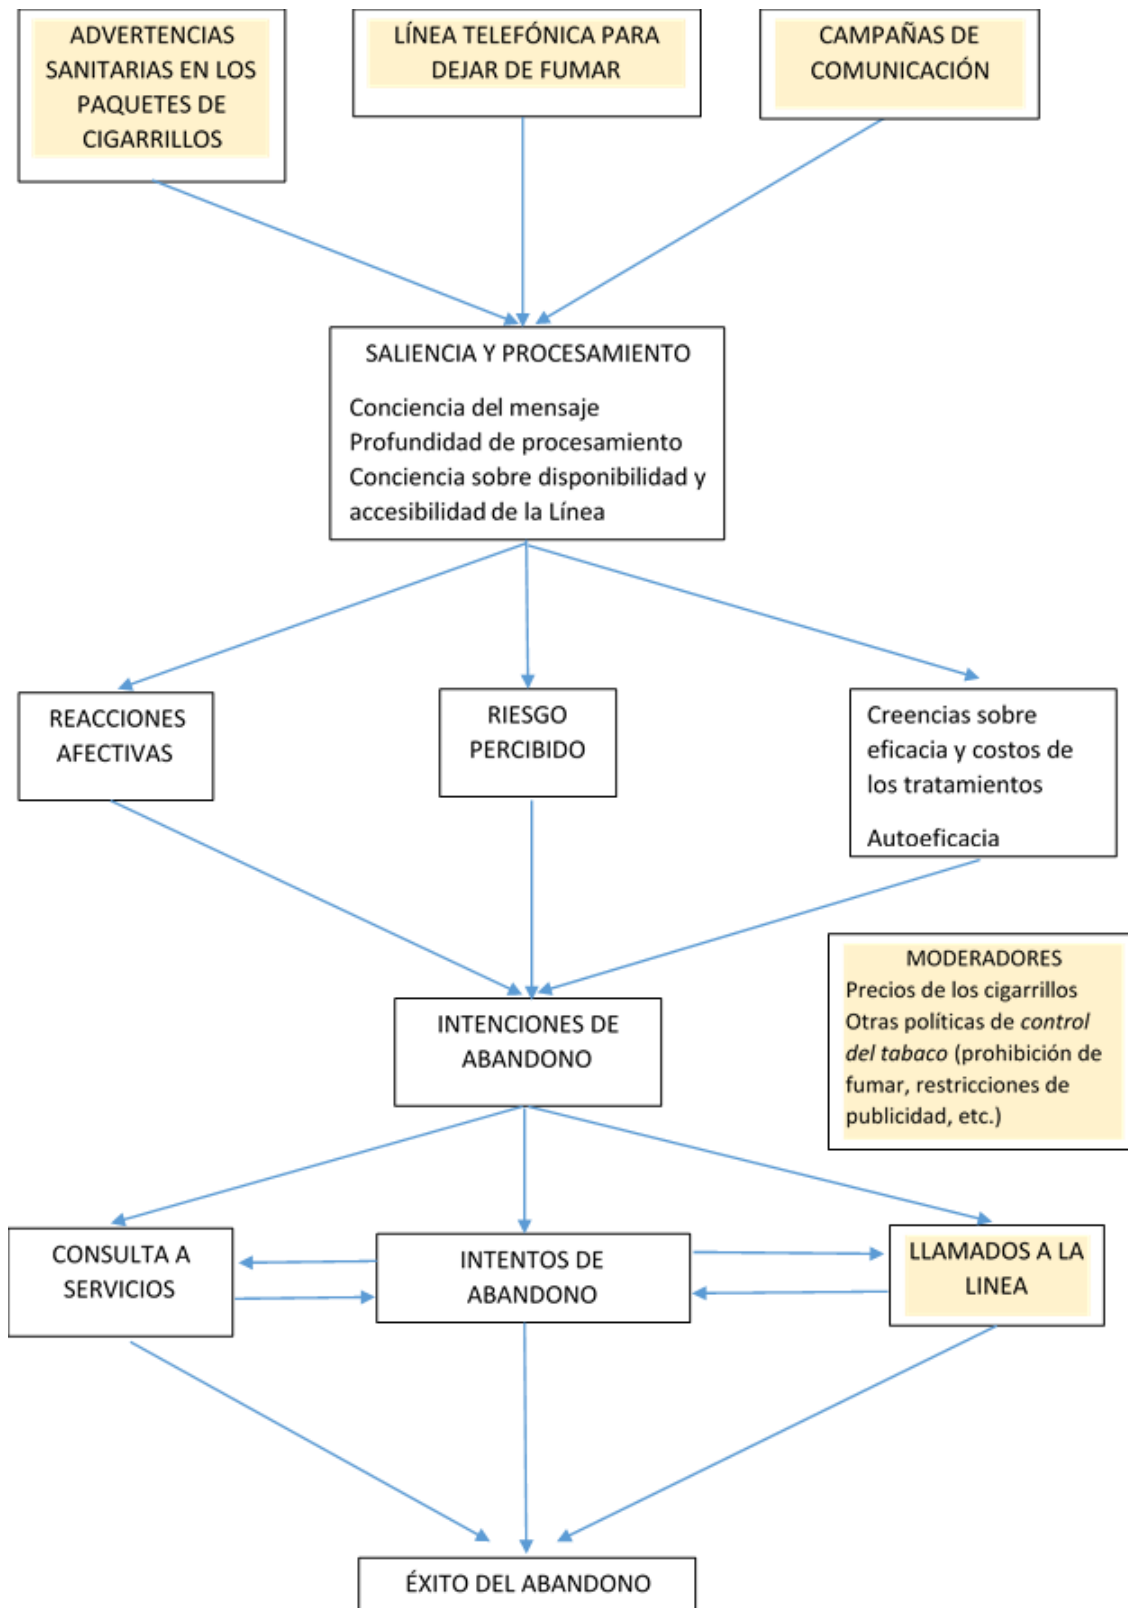 ADVERTENCIAS
SANITARIAS EN LOS
PAQUETES DE
CIGARRILLOS
LÍNEA TELEFÓNICA PARA
DEJAR DE FUMAR
CAMPAÑAS DE
COMUNICACIÓN
SALIENCIA Y PROCESAMIENTO
Conciencia del mensaje
Profundidad de procesamiento
Conciencia sobre disponibilidad y
accesibilidad de la Línea
REACCIONES
AFECTIVAS
RIESGO
PERCIBIDO
Creencias sobre
eficacia y costos de
los tratamientos
Autoeficacia
MODERADORES
Precios de los cigarrillos
Otras políticas de control
del tabaco (prohibición de
fumar, restricciones de
publicidad, etc.)
INTENCIONES DE
ABANDONO
CONSULTA A
SERVICIOS
INTENTOS DE
ABANDONO
LLAMADOS A LA
LINEA
ÉXITO DEL ABANDONO